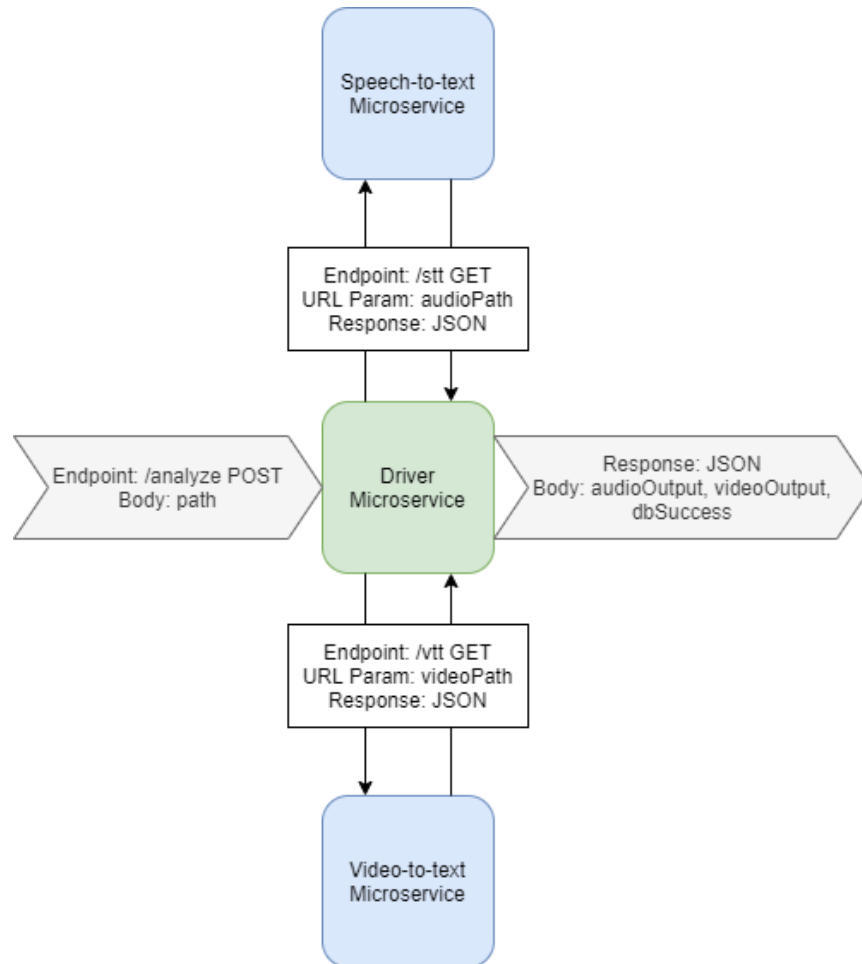 Speech-to-text
Microservice
Endpoint: /stt GET
URL Param: audioPath
Response: JSON
Endpoint: /analyze POST
Body: path
Driver
Microservice
Response: JSON
Body: audioOutput, videoOutput,
dbSuccess
Endpoint: /vtt GET
URL Param: videoPath
Response: JSON
Video-to-text
Microservice